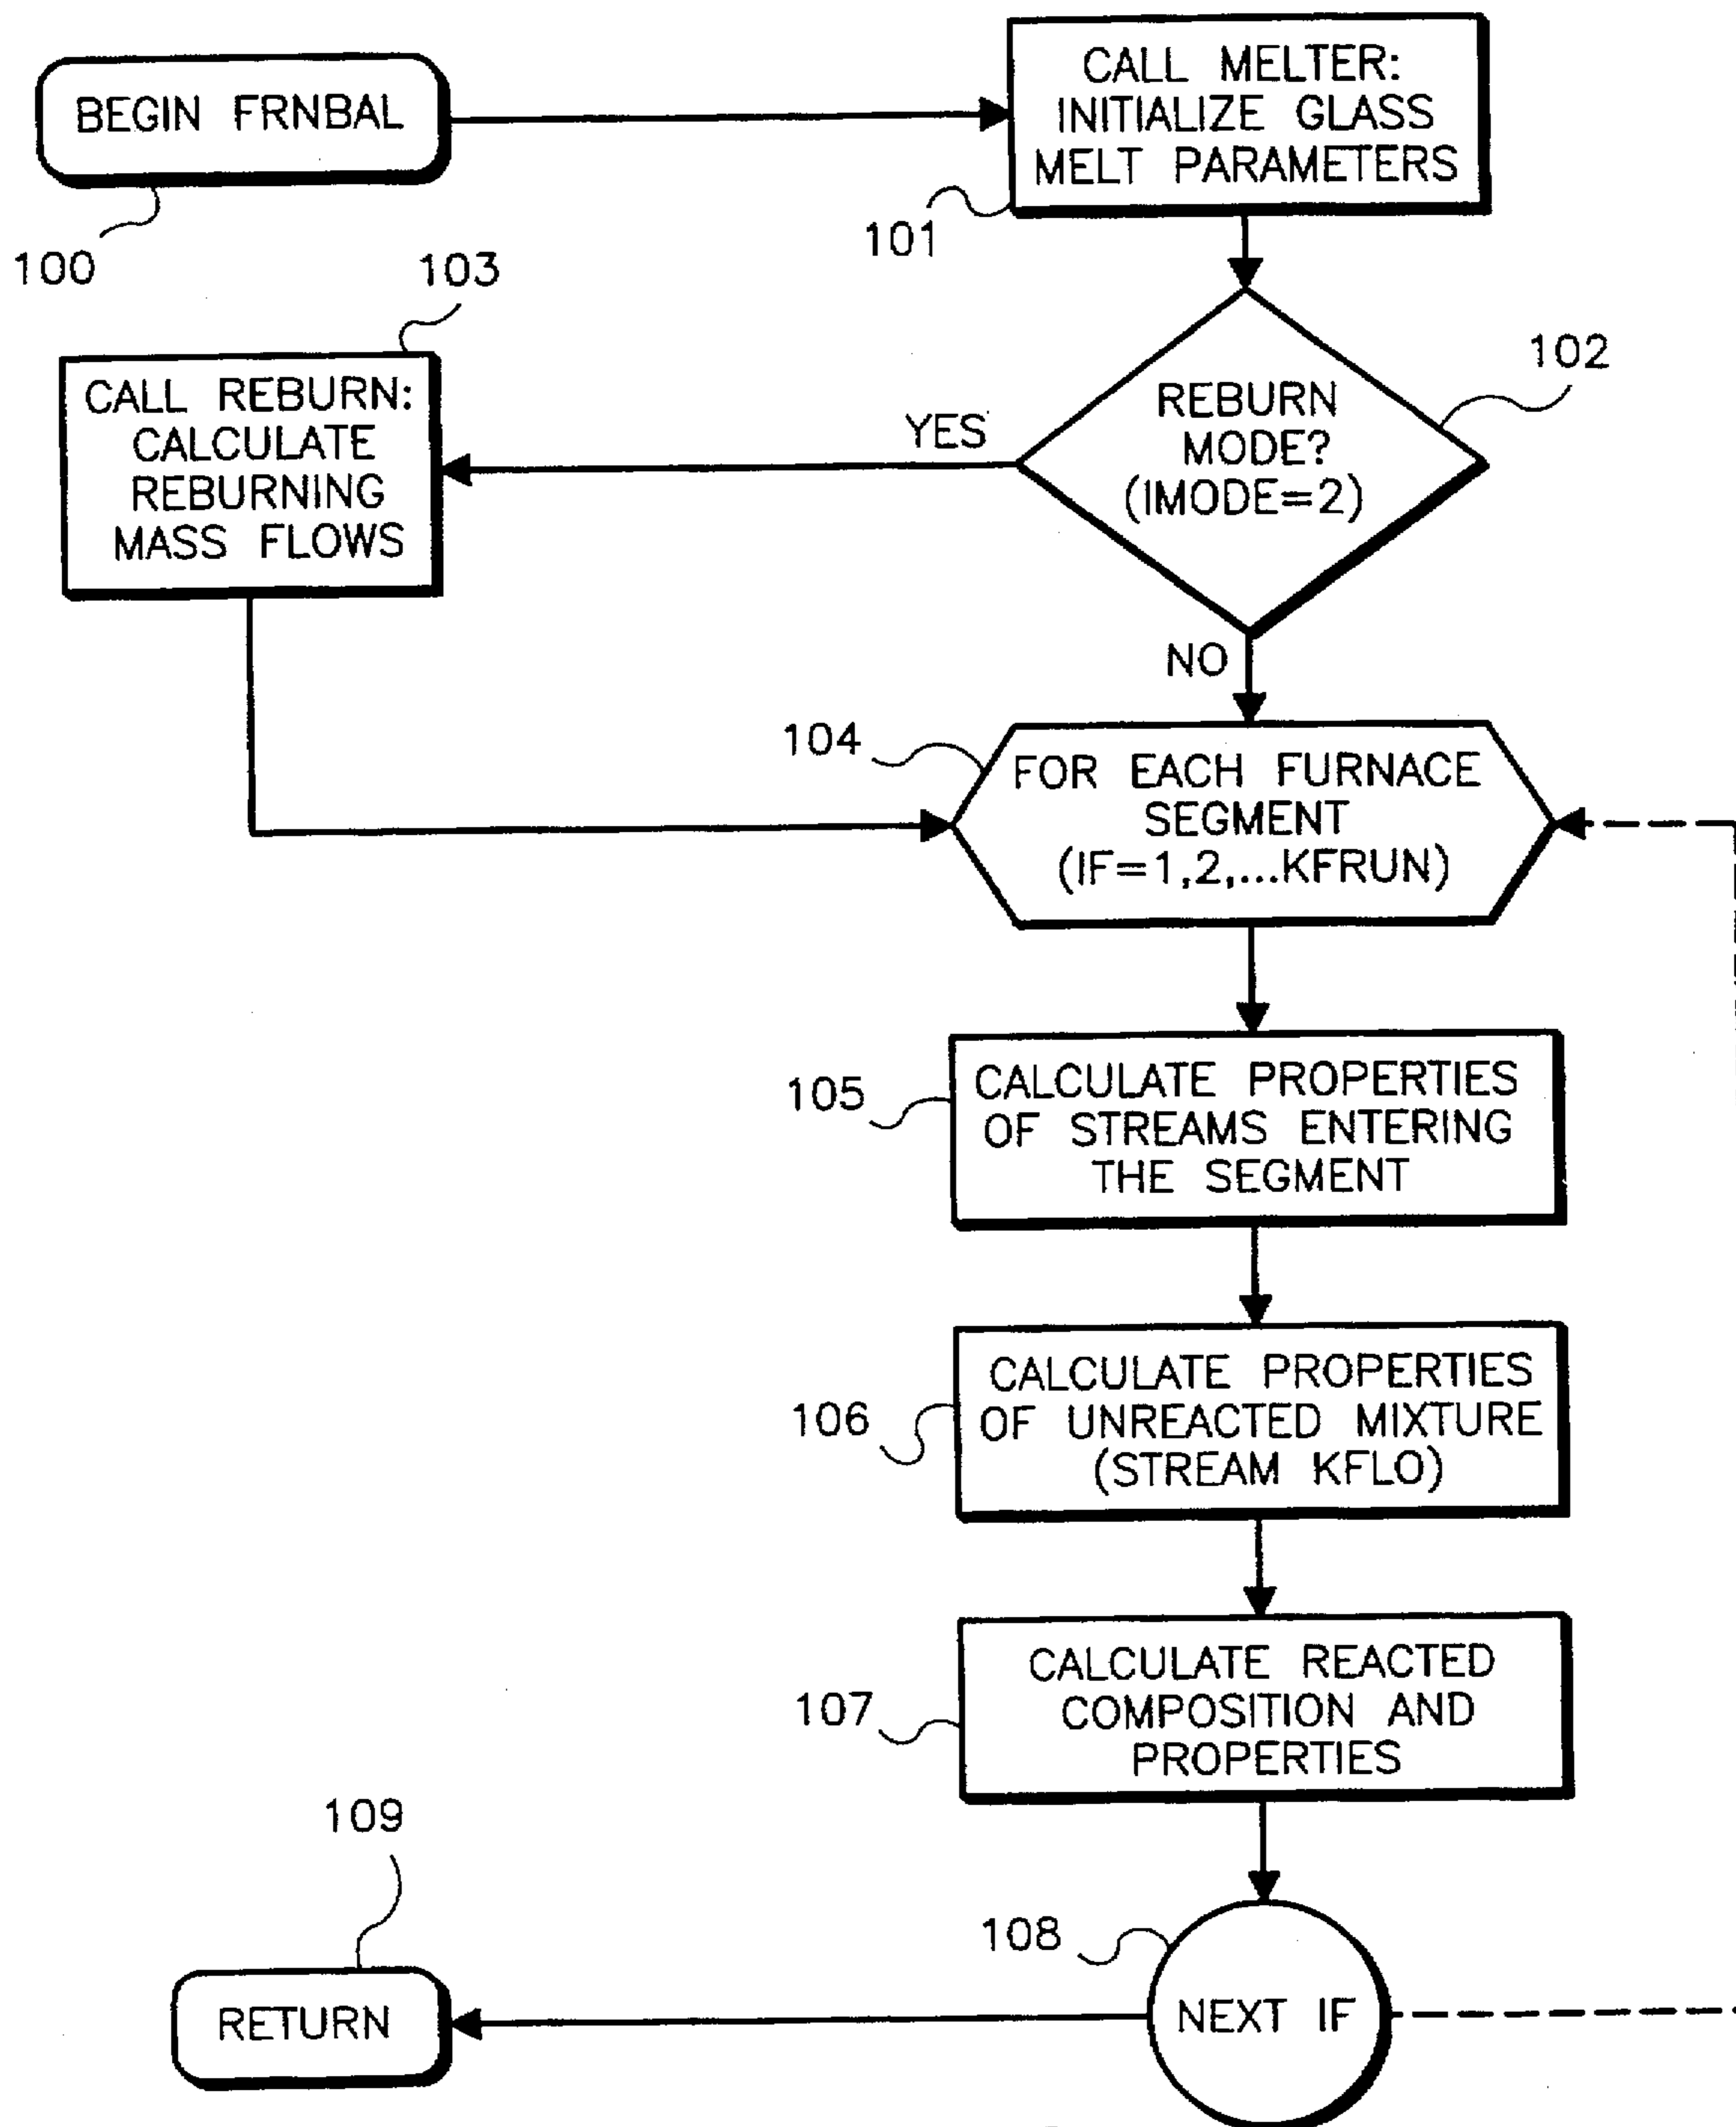 BEGIN FRNBAL
100
CALL MELTER:
INITIALIZE GLASS
MELT PARAMETERS
101
REBURN
MODE?
(IMODE=2)
102
YES
NO
103
CALL REBURN:
CALCULATE
REBURNING
MASS FLOWS
104
FOR EACH FURNACE
SEGMENT
(IF=1,2,...KFRUN)
105
CALCULATE PROPERTIES
OF STREAMS ENTERING
THE SEGMENT
106
CALCULATE PROPERTIES
OF UNREACTED MIXTURE
(STREAM KFLO)
107
CALCULATE REACTED
COMPOSITION AND
PROPERTIES
108
NEXT IF
109
RETURN